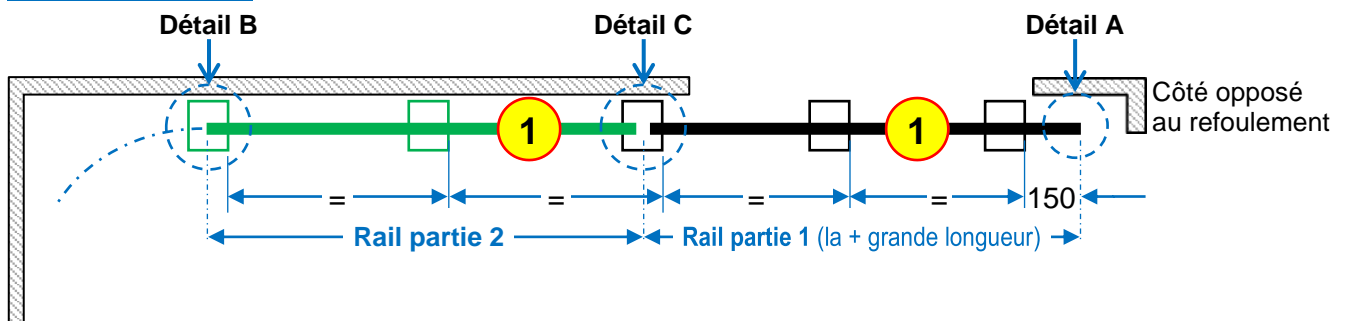 Détail B
Détail C
Détail A
Côté opposé
au refoulement
1
1
=
=
=
=
150
Rail partie 2
Rail partie 1 (la + grande longueur)